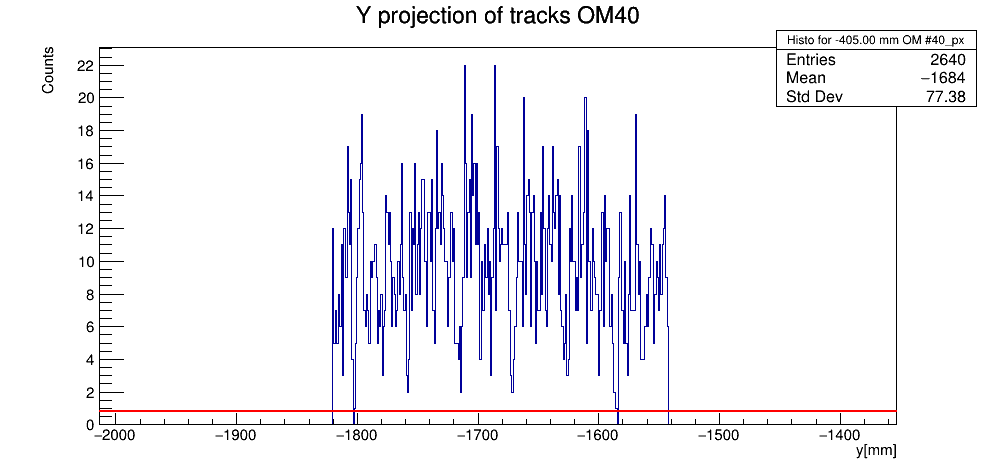 Y projection of tracks OM40
Histo for -405.00 mm OM #40_px
Entries 2640
Mean −1684
Std Dev 77.38
Counts
22
20
18
16
14
12
10
8
6
4
2
0
−2000 −1900 −1800 −1700 −1600 −1500 −1400
y[mm]